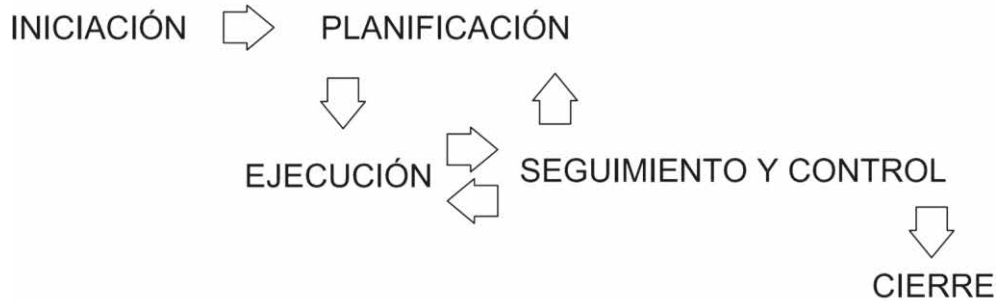 INICIACIÓN
PLANIFICACIÓN
EJECUCIÓN
SEGUIMIENTO Y CONTROL
CIERRE